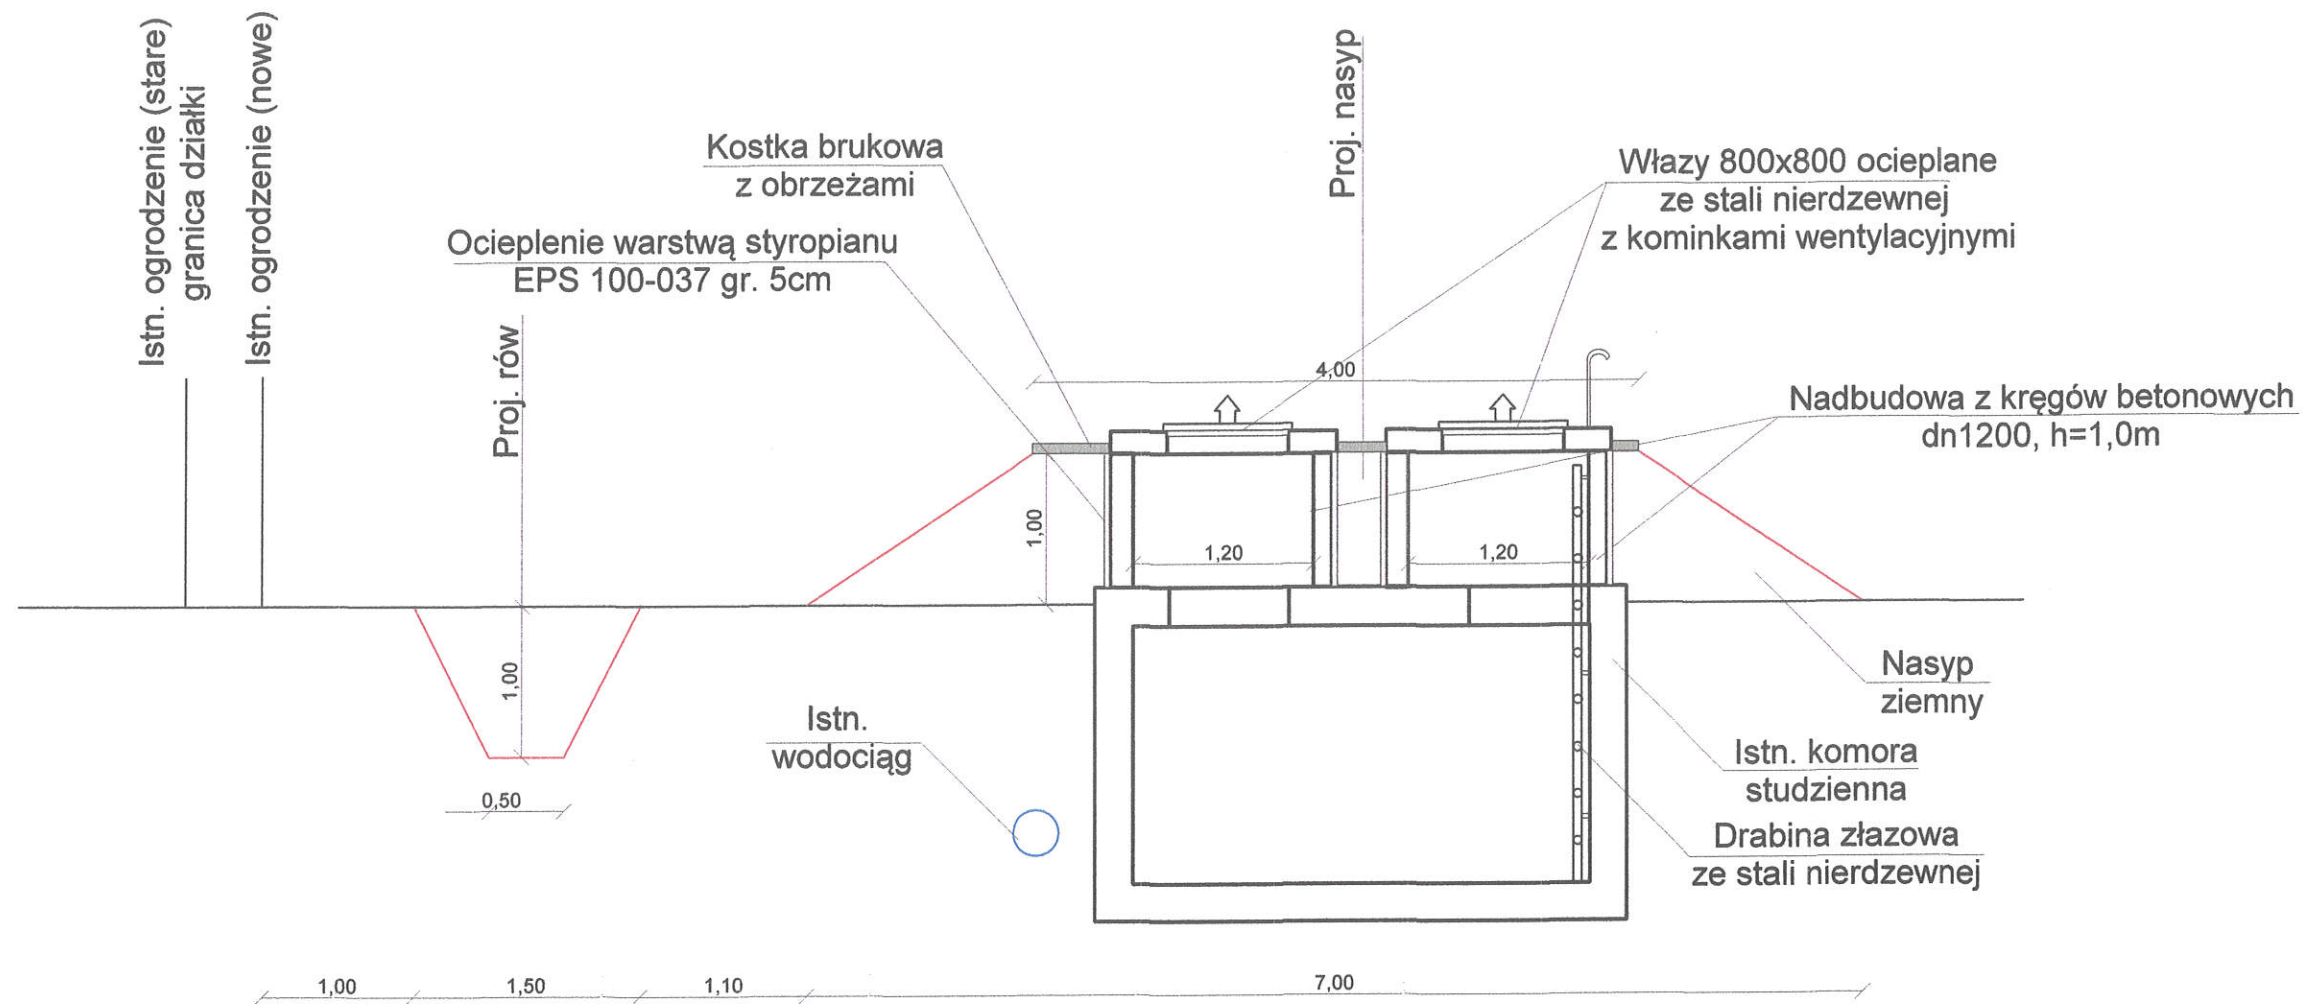 Istn. ogrodzenie (stare)
granica działki
Istn. ogrodzenie (nowe)
Kostka brukowa
z obrzeżami
Ocieplenie warstwą styropianu
EPS 100-037 gr. 5cm
Proj. rów
Proj. nasyp
Włazy 800x800 ocieplane
ze stali nierdzewnej
z kominkami wentylacyjnymi
4,00
Nadbudowa z kręgów betonowych
dn1200, h=1,0m
1,00
1,20
1,20
1,00
0,50
Istn.
wodociąg
Nasyp
ziemny
Istn. komora
studzienna
Drabina złazowa
ze stali nierdzewnej
1,00
1,50
1,10
7,00